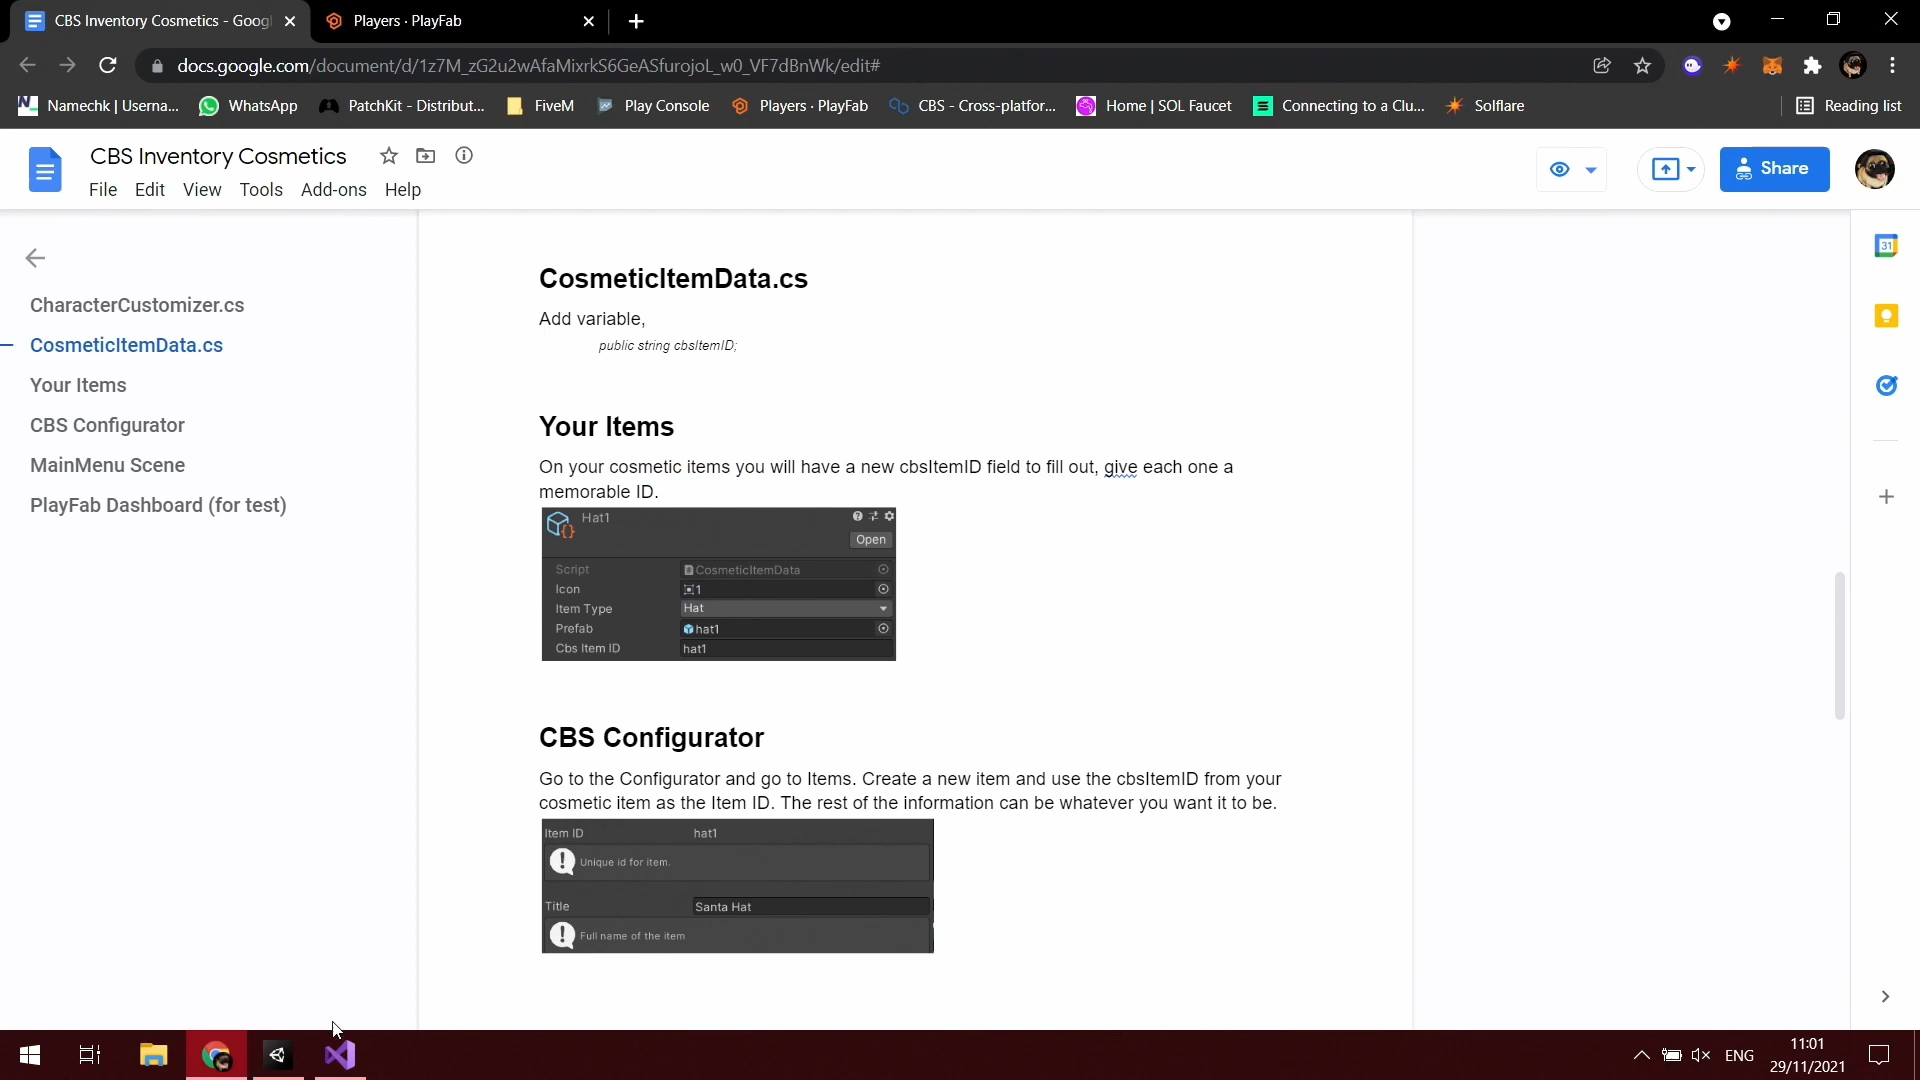 CBS Inventory Cosmetics - Goog
Players · PlayFab
docs.google.com/document/d/1z7M_zG2u2wAfaMixrkS6GeASfurojoL_w0_VF7dBnWk/edit#
Namechk | Userna...
WhatsApp
PatchKit - Distribut...
FiveM
Play Console
Players · PlayFab
CBS - Cross-platfor...
Home | SOL Faucet
Connecting to a Clu...
Solflare
Reading list
CBS Inventory Cosmetics
File Edit View Tools Add-ons Help
Share
CharacterCustomizer.cs
CosmeticItemData.cs
Your Items
CBS Configurator
MainMenu Scene
PlayFab Dashboard (for test)
CosmeticItemData.cs
Add variable,
public string cbsItemID;
Your Items
On your cosmetic items you will have a new cbsItemID field to fill out, give each one a
memorable ID.
Hat1
Open
Script CosmeticItemData
Icon 1
Item Type Hat
Prefab hat1
Cbs Item ID hat1
CBS Configurator
Go to the Configurator and go to Items. Create a new item and use the cbsItemID from your
cosmetic item as the Item ID. The rest of the information can be whatever you want it to be.
Item ID hat1
Unique id for item.
Title Santa Hat
Full name of the item
31
ENG
11:01
29/11/2021